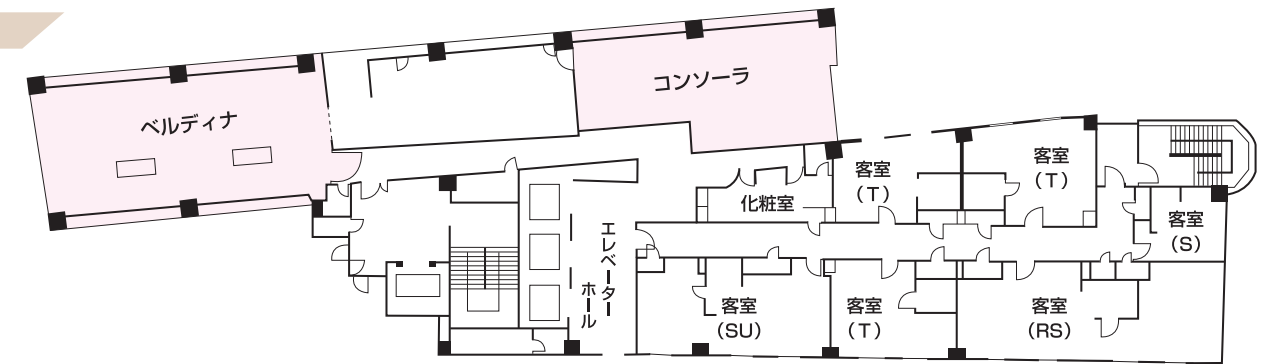 ベルディナ
コンソーラ
化粧室
客室
(T)
客室
(T)
客室
(S)
エレベーター
ホール
客室
(SU)
客室
(T)
客室
(RS)